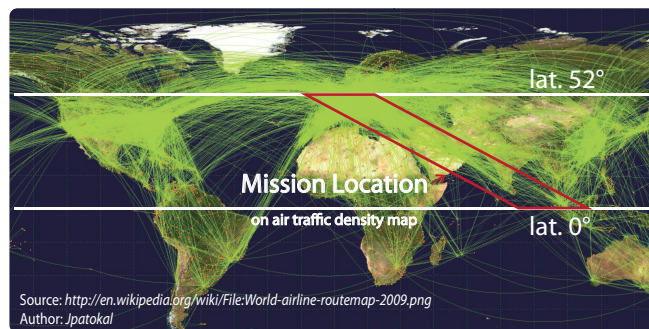 lat. 52°
Mission Location
on air traffic density map
lat. 0°
Source: http://en.wikipedia.org/wiki/File:World-airline-routemap-2009.png
Author: Jpatokal